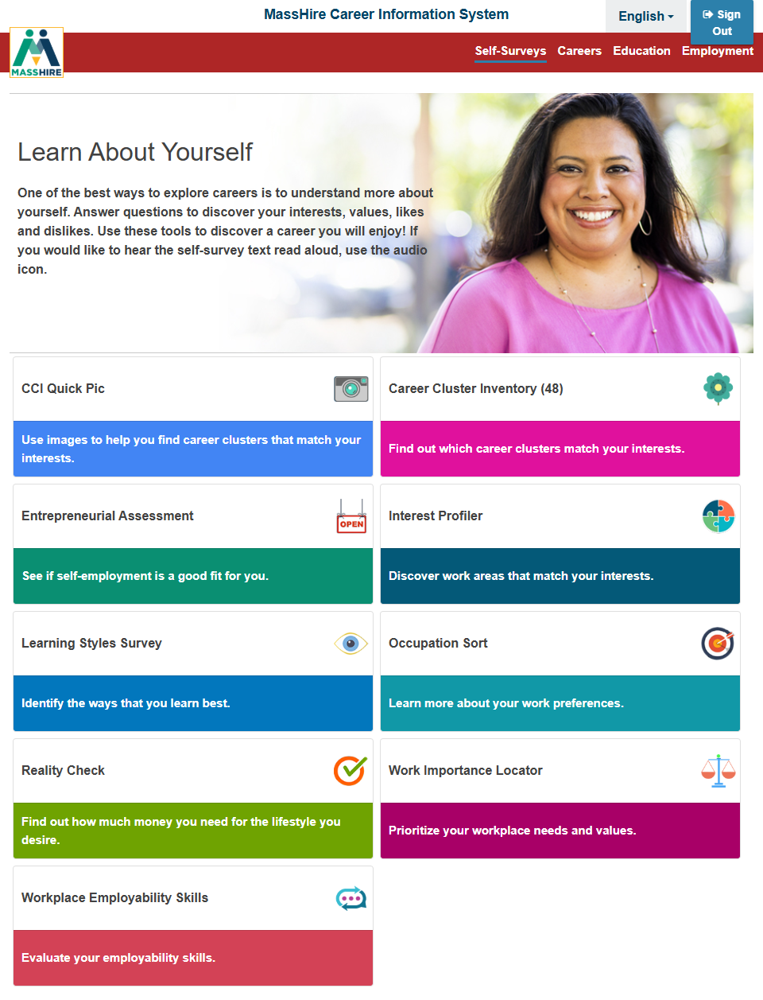 MassHire Career Information System
English
Sign
Out
MASSHIRE
Self-Surveys Careers Education Employment
Learn About Yourself
One of the best ways to explore careers is to understand more about
yourself. Answer questions to discover your interests, values, likes
and dislikes. Use these tools to discover a career you will enjoy! If
you would like to hear the self-survey text read aloud, use the audio
icon.
CCI Quick Pic
Use images to help you find career clusters that match your
interests.
Career Cluster Inventory (48)
Find out which career clusters match your interests.
Entrepreneurial Assessment
OPEN
See if self-employment is a good fit for you.
Interest Profiler
Discover work areas that match your interests.
Learning Styles Survey
Identify the ways that you learn best.
Occupation Sort
Learn more about your work preferences.
Reality Check
Find out how much money you need for the lifestyle you
desire.
Work Importance Locator
Prioritize your workplace needs and values.
Workplace Employability Skills
Evaluate your employability skills.